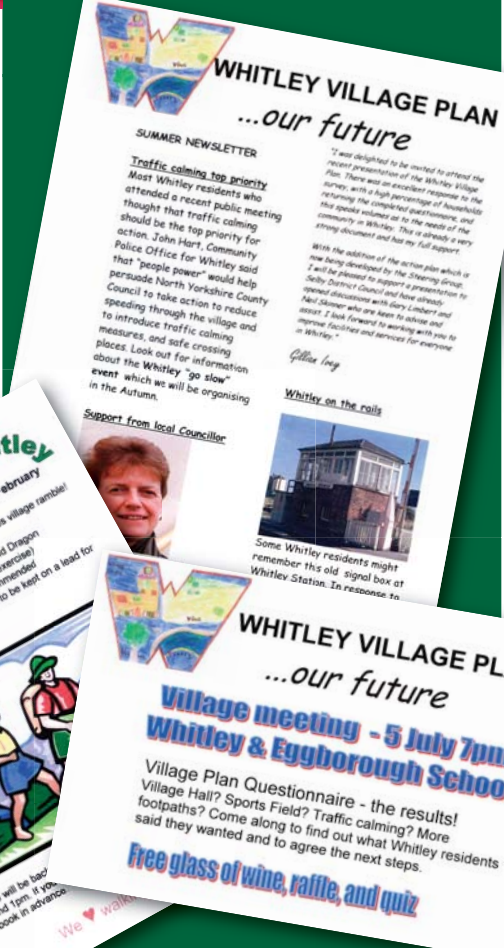 WHITLEY VILLAGE PLAN
...our future
SUMMER NEWSLETTER
Traffic calming top priority
Most Whitley residents who
attended a recent public meeting
thought that traffic calming
should be the top priority for
action. John Hart, Community
Police Office for Whitley said
that "people power" would help
persuade North Yorkshire County
Council to take action to reduce
speeding through the village and
to introduce traffic calming
measures, and safe crossing
places. Look out for information
about the Whitley "go slow"
event which we will be organising
in the Autumn.
Support from local Councillor
"I was delighted to be invited to attend the
recent presentation of the Whitley Village
Plan. There was an excellent response to the
survey, with a high percentage of households
returning the completed questionnaire, and
this speaks volumes as to the needs of the
community in Whitley. This is already a very
strong document and has my full support.
With the addition of the action plan which is
now being developed by the Steering Group,
I will be pleased to support a presentation to
Selby District Council and have already
opened discussions with Gary Limbert and
Neil Skinner who are keen to advise and
assist. I look forward to working with you to
improve facilities and services for everyone
in Whitley."
Gillian Ivey
Whitley on the rails
Some Whitley residents might
remember this old signal box at
Whitley Station. In response to
ebruary
s village ramble!
d Dragon
exercise)
mmended
to be kept on a lead for
will be back
nd 1pm. If you
book in advance
We ♥ walki
WHITLEY VILLAGE PL
...our future
Village meeting - 5 July 7pm
Whitley & Eggborough Schoo
Village Plan Questionnaire - the results!
Village Hall? Sports Field? Traffic calming? More
footpaths? Come along to find out what Whitley residents
said they wanted and to agree the next steps.
Free glass of wine, raffle, and quiz